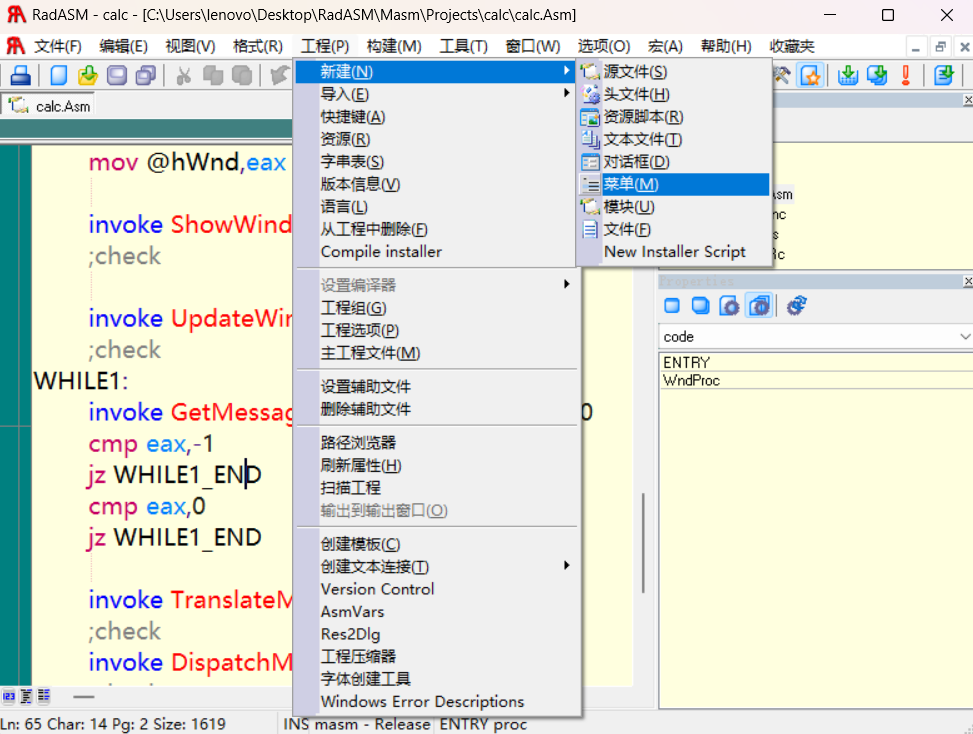 RadASM - calc - [C:\Users\lenovo\Desktop\RadASM\Masm\Projects\calc\calc.Asm]
文件(F) 编辑(E) 视图(V) 格式(R) 工程(P) 构建(M) 工具(T) 窗口(W) 选项(O) 宏(A) 帮助(H) 收藏夹
calc.Asm
mov @hWnd,eax
invoke ShowWind
;check
invoke UpdateWin
;check
WHILE1:
invoke GetMessag
0
cmp eax,-1
jz WHILE1_END
cmp eax,0
jz WHILE1_END
invoke TranslateM
;check
invoke DispatchM
新建(N)
导入(E)
快捷键(A)
资源(R)
字串表(S)
版本信息(V)
语言(L)
从工程中删除(F)
Compile installer
设置编译器
工程组(G)
工程选项(P)
主工程文件(M)
设置辅助文件
删除辅助文件
路径浏览器
刷新属性(H)
扫描工程
输出到输出窗口(O)
创建模板(C)
创建文本连接(T)
Version Control
AsmVars
Res2Dlg
工程压缩器
字体创建工具
Windows Error Descriptions
源文件(S)
头文件(H)
资源脚本(R)
文本文件(T)
对话框(D)
菜单(M)
模块(U)
文件(F)
New Installer Script
.sm
nc
s
Rc
Properties
code
ENTRY
WndProc
Ln: 65 Char: 14 Pg: 2 Size: 1619
INS masm - Release ENTRY proc